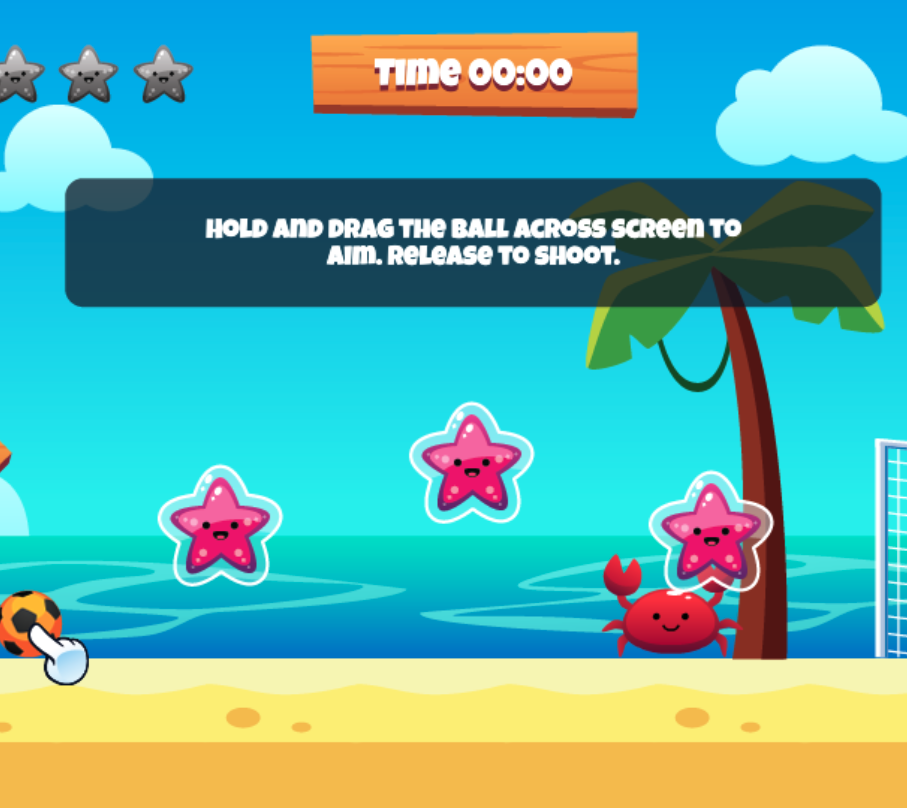 Time 00:00
HOLD AND DRAG THE BALL ACROSS SCREEN TO
AIM. RELEASE TO SHOOT.